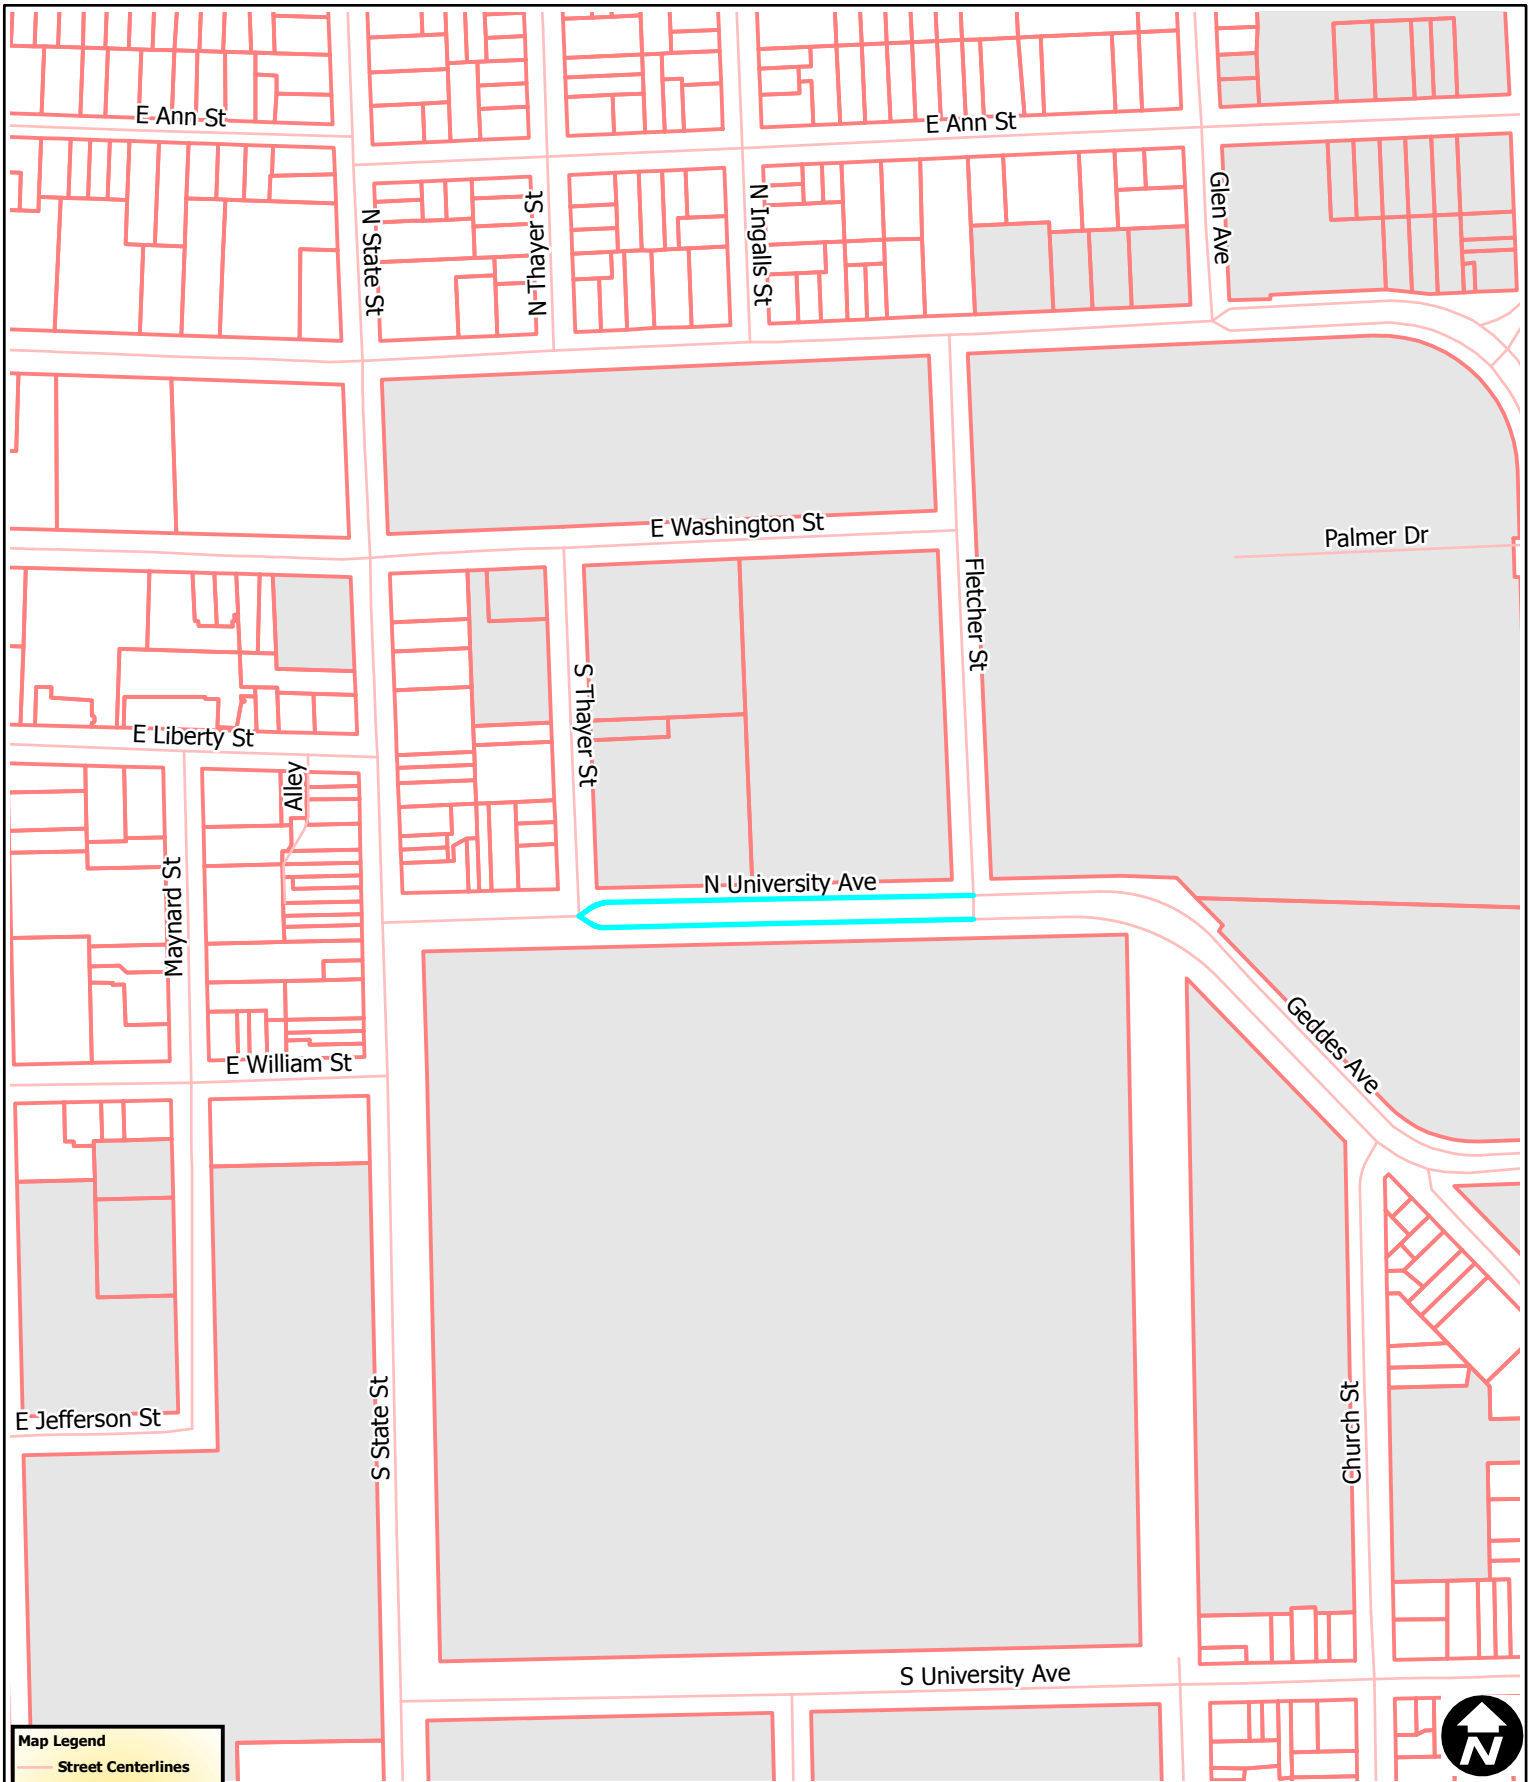 E Ann St
E Ann St
N State St
N Thayer St
N Ingalls St
Glen Ave
E Washington St
Palmer Dr
Fletcher St
S Thayer St
E Liberty St
Alley
Maynard St
N University Ave
Geddes Ave
E William St
S State St
E Jefferson St
Church St
S University Ave
Map Legend
Street Centerlines
N